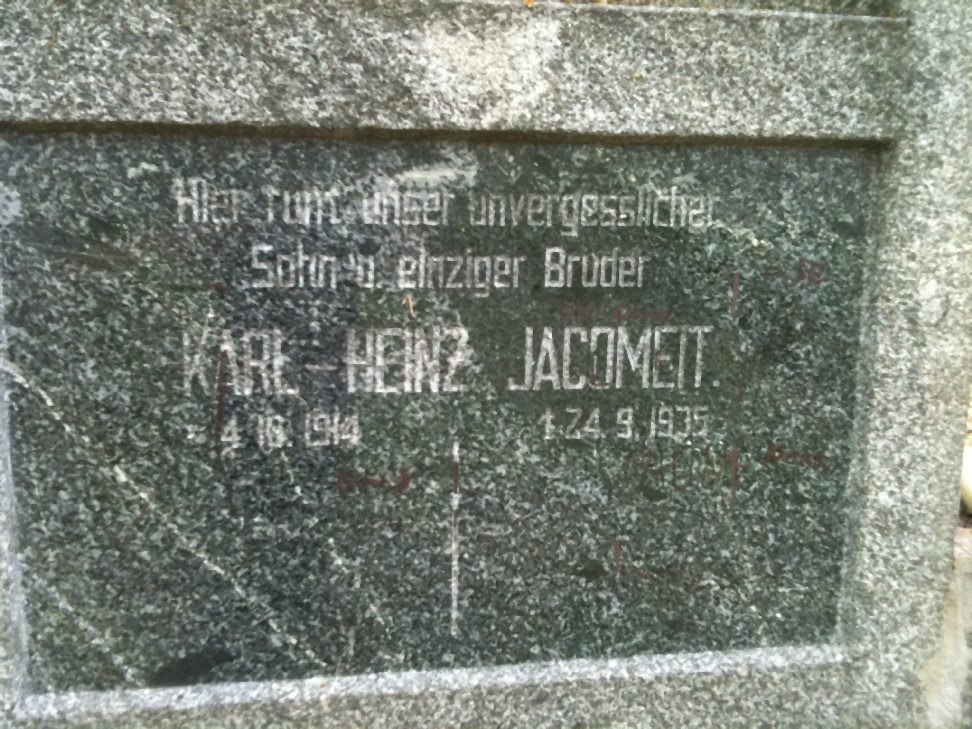 Hier ruht unser unvergesslicher
Sohn u. einziger Bruder
KARL-HEINZ JACOMEIT.
* 4.10.1914 † 24.9.1935